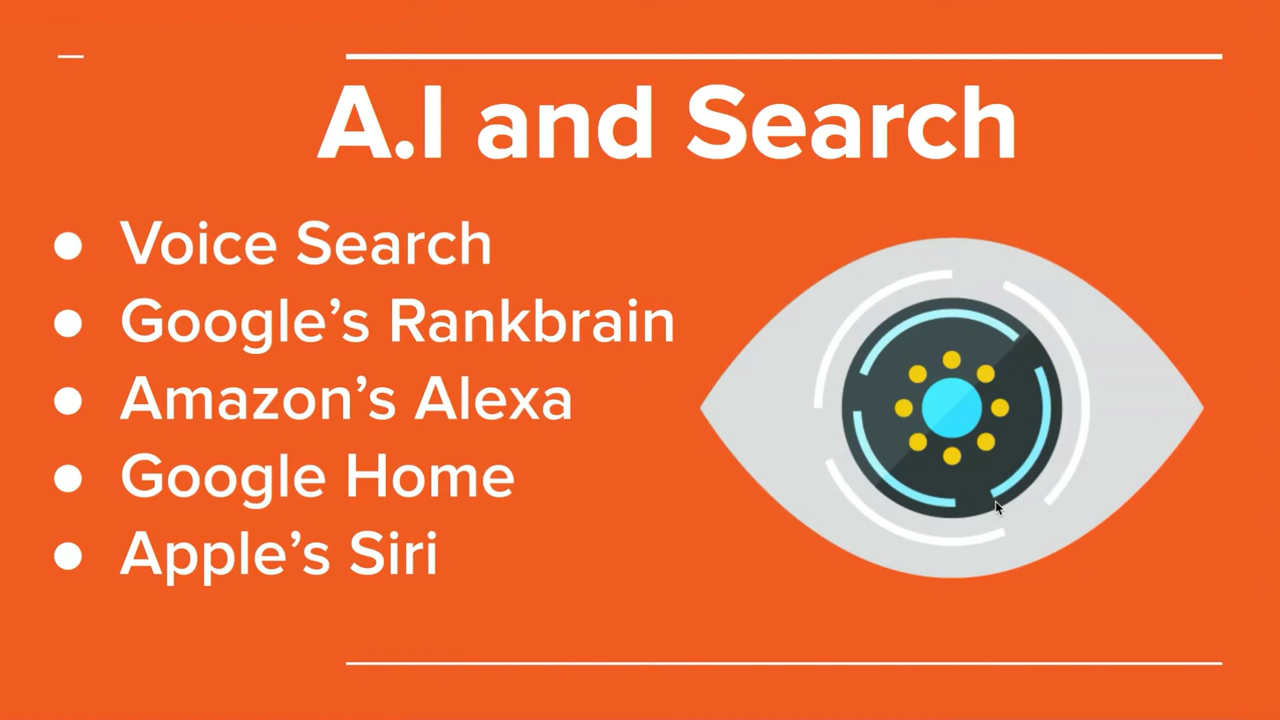 A.I and Search
● Voice Search
● Google’s Rankbrain
● Amazon’s Alexa
● Google Home
● Apple’s Siri